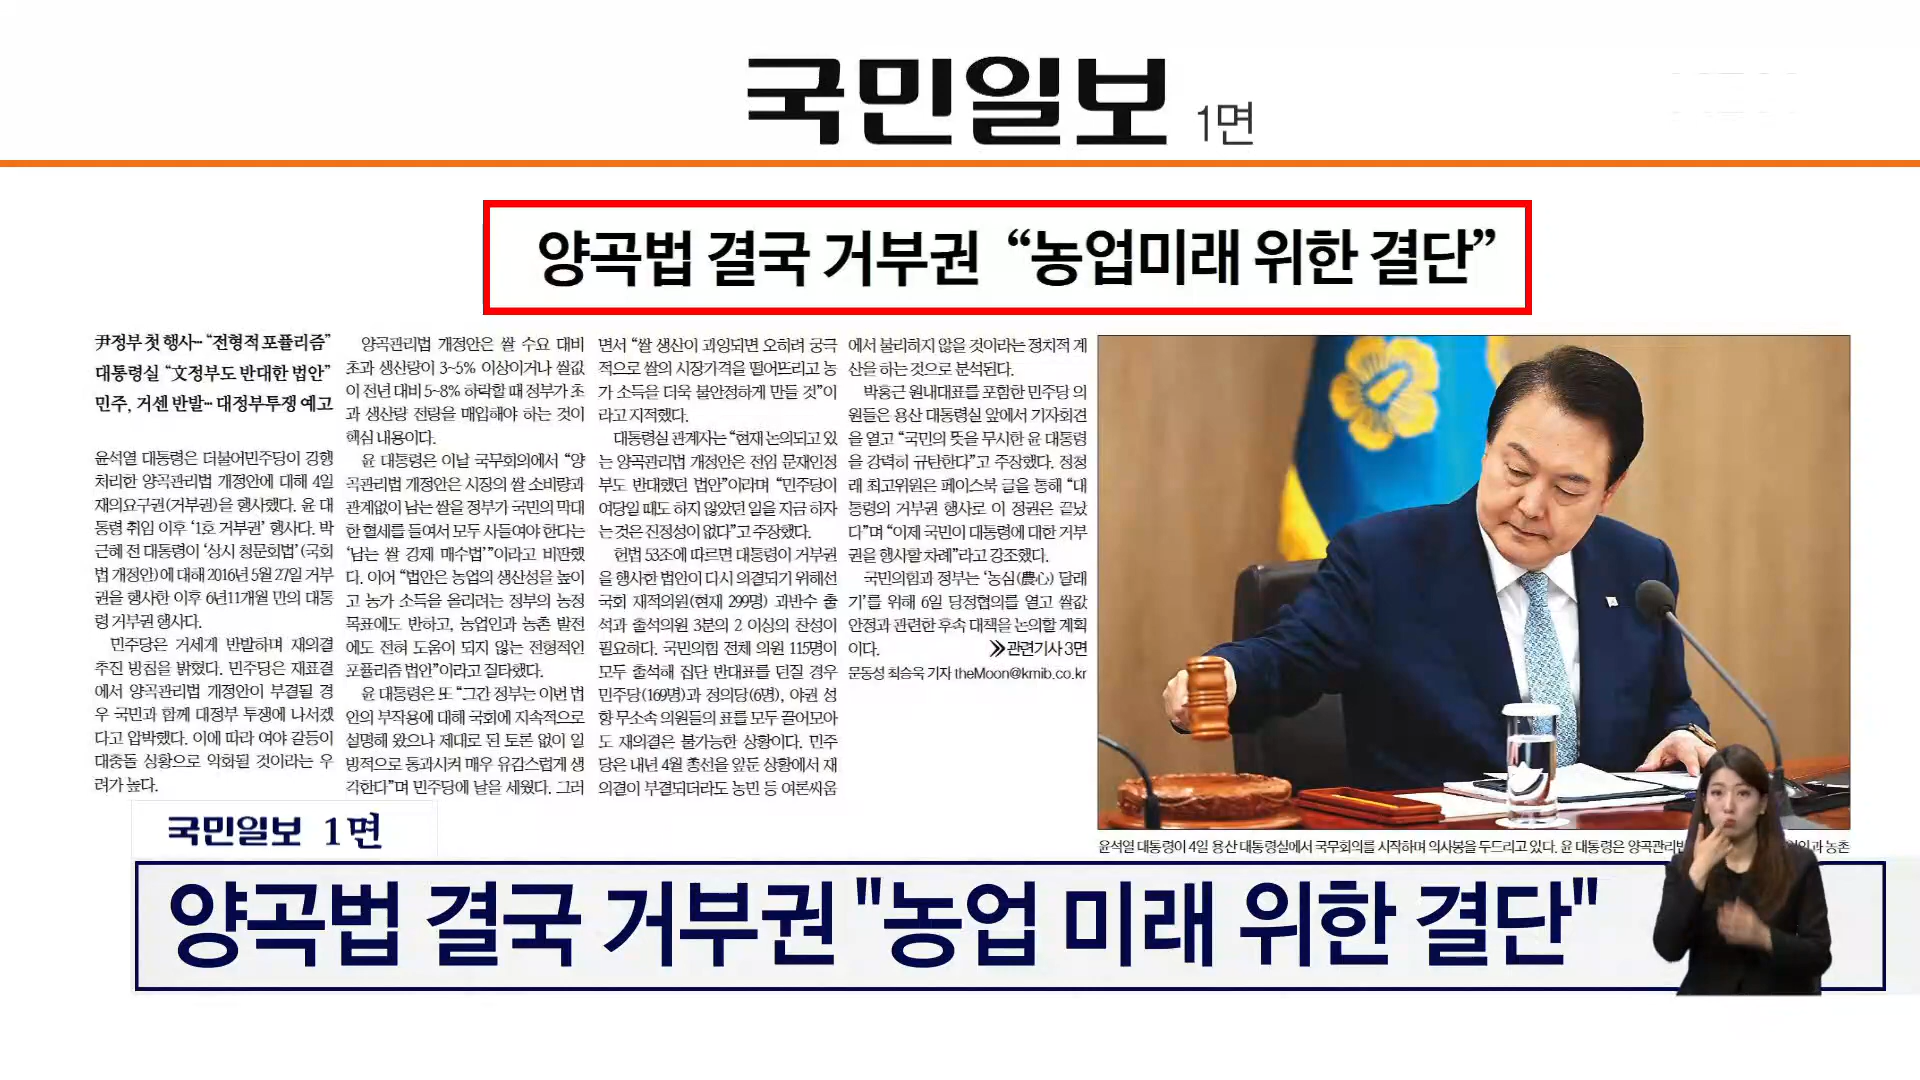 국민일보 1면
양곡법 결국 거부권 “농업미래 위한 결단”
尹정부 첫 행사… “전형적 포퓰리즘”
대통령실 “文정부도 반대한 법안”
민주, 거센 반발… 대정부투쟁 예고
윤석열 대통령은 더불어민주당이 강행
처리한 양곡관리법 개정안에 대해 4일
재의요구권(거부권)을 행사했다. 윤 대
통령 취임 이후 ‘1호 거부권’ 행사다. 박
근혜 전 대통령이 ‘상시 청문회법’(국회
법 개정안)에 대해 2016년 5월 27일 거부
권을 행사한 이후 6년11개월 만의 대통
령 거부권 행사다.
민주당은 거세게 반발하며 재의결
추진 방침을 밝혔다. 민주당은 재표결
에서 양곡관리법 개정안이 부결될 경
우 국민과 함께 대정부 투쟁에 나서겠
다고 압박했다. 이에 따라 여야 갈등이
대충돌 상황으로 악화될 것이라는 우
려가 높다.
양곡관리법 개정안은 쌀 수요 대비
초과 생산량이 3~5% 이상이거나 쌀값
이 전년 대비 5~8% 하락할 때 정부가 초
과 생산량 전량을 매입해야 하는 것이
핵심 내용이다.
윤 대통령은 이날 국무회의에서 “양
곡관리법 개정안은 시장의 쌀 소비량과
관계없이 남는 쌀을 정부가 국민의 막대
한 혈세를 들여서 모두 사들여야 한다는
‘남는 쌀 강제 매수법’”이라고 비판했
다. 이어 “법안은 농업의 생산성을 높이
고 농가 소득을 올리려는 정부의 농정
목표에도 반하고, 농업인과 농촌 발전
에도 전혀 도움이 되지 않는 전형적인
포퓰리즘 법안”이라고 질타했다.
윤 대통령은 또 “그간 정부는 이번 법
안의 부작용에 대해 국회에 지속적으로
설명해 왔으나 제대로 된 토론 없이 일
방적으로 통과시켜 매우 유감스럽게 생
각한다”며 민주당에 날을 세웠다. 그러
면서 “쌀 생산이 과잉되면 오히려 궁극
적으로 쌀의 시장가격을 떨어뜨리고 농
가 소득을 더욱 불안정하게 만들 것”이
라고 지적했다.
대통령실 관계자는 “현재 논의되고 있
는 양곡관리법 개정안은 전임 문재인정
부도 반대했던 법안”이라며 “민주당이
여당일 때도 하지 않았던 일을 지금 하자
는 것은 진정성이 없다”고 주장했다.
헌법 53조에 따르면 대통령이 거부권
을 행사한 법안이 다시 의결되기 위해선
국회 재적의원(현재 299명) 과반수 출
석과 출석의원 3분의 2 이상의 찬성이
필요하다. 국민의힘 전체 의원 115명이
모두 출석해 집단 반대표를 던질 경우
민주당(169명)과 정의당(6명), 야권 성
향 무소속 의원들의 표를 모두 끌어모아
도 재의결은 불가능한 상황이다. 민주
당은 내년 4월 총선을 앞둔 상황에서 재
의결이 부결되더라도 농민 등 여론싸움
에서 불리하지 않을 것이라는 정치적 계
산을 하는 것으로 분석된다.
박홍근 원내대표를 포함한 민주당 의
원들은 용산 대통령실 앞에서 기자회견
을 열고 “국민의 뜻을 무시한 윤 대통령
을 강력히 규탄한다”고 주장했다. 정청
래 최고위원은 페이스북 글을 통해 “대
통령의 거부권 행사로 이 정권은 끝났
다”며 “이제 국민이 대통령에 대한 거부
권을 행사할 차례”라고 강조했다.
국민의힘과 정부는 ‘농심(農心) 달래
기’를 위해 6일 당정협의를 열고 쌀값
안정과 관련한 후속 대책을 논의할 계획
이다. ≫관련기사 3면
문동성 최승욱 기자 theMoon@kmib.co.kr
윤석열 대통령이 4일 용산 대통령실에서 국무회의를 시작하며 의사봉을 두드리고 있다. 윤 대통령은 양곡관리 농촌
국민일보 1면
양곡법 결국 거부권 "농업 미래 위한 결단"